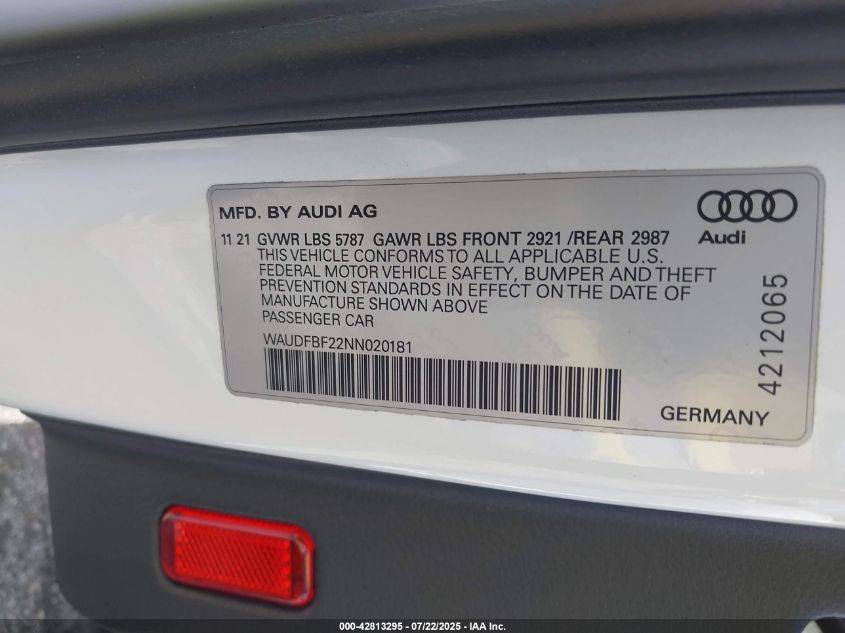 MFD. BY AUDI AG
11 21 GVWR LBS 5787 GAWR LBS FRONT 2921 /REAR 2987
THIS VEHICLE CONFORMS TO ALL APPLICABLE U.S.
FEDERAL MOTOR VEHICLE SAFETY, BUMPER AND THEFT
PREVENTION STANDARDS IN EFFECT ON THE DATE OF
MANUFACTURE SHOWN ABOVE
PASSENGER CAR
WAUDFBF22NN020181
Audi
4212065
GERMANY
000-42813295 - 07/22/2025 - IAA Inc.